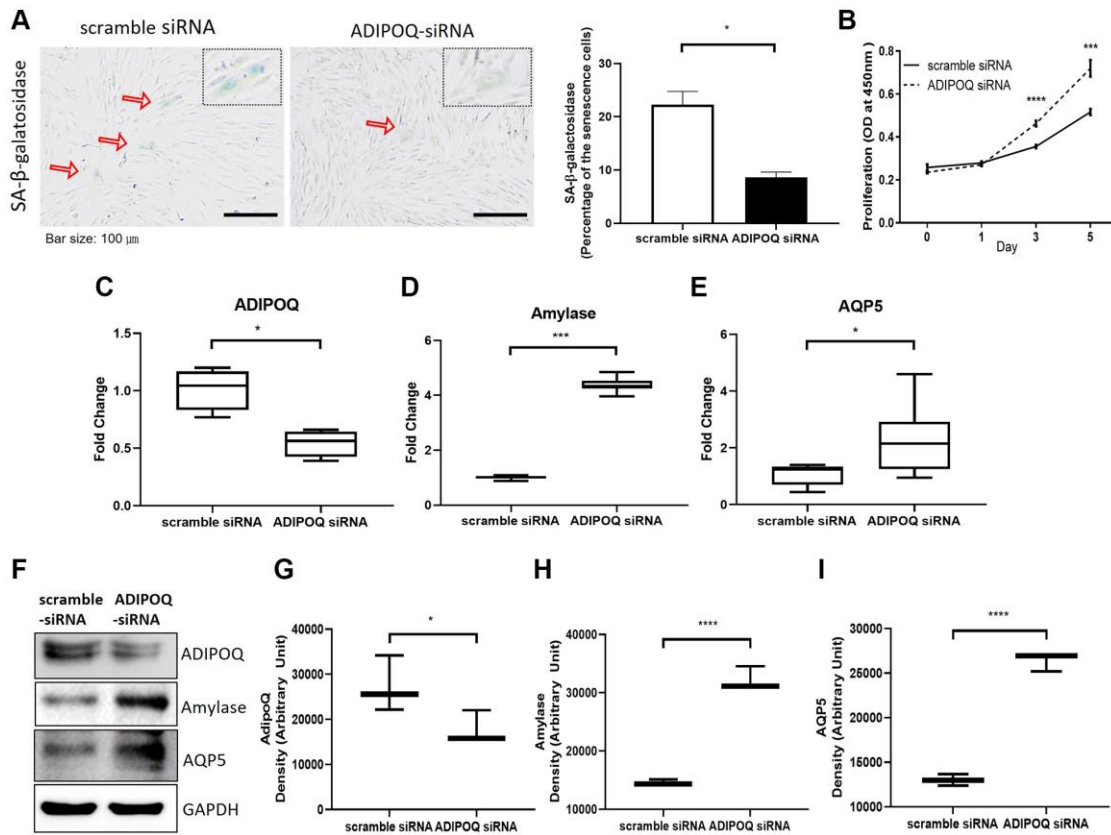 A
scramble siRNA
ADIPOQ-siRNA
SA-β-galatosidase
Bar size: 100 μm
SA-β-galactosidase
(Percentage of the senescence cells)
30
20
10
0
*
scramble siRNA ADIPOQ siRNA
B
Proliferation (OD at 450nm)
0.8
0.6
0.4
0.2
0.0
scramble siRNA
ADIPOQ siRNA
****
***
0 1 3 5
Day
C
ADIPOQ
Fold Change
1.5
1.0
0.5
0.0
*
scramble siRNA ADIPOQ siRNA
D
Amylase
Fold Change
6
4
2
0
***
scramble siRNA ADIPOQ siRNA
E
AQP5
Fold Change
6
4
2
0
*
scramble siRNA ADIPOQ siRNA
F
scramble ADIPOQ
-siRNA -siRNA
ADIPOQ
Amylase
AQP5
GAPDH
G
AdipoQ
Density (Arbitrary Unit)
40000
30000
20000
10000
0
*
scramble siRNA ADIPOQ siRNA
H
Amylase
Density (Arbitrary Unit)
40000
30000
20000
10000
****
scramble siRNA ADIPOQ siRNA
I
AQP5
Density (Arbitrary Unit)
30000
25000
20000
15000
10000
****
scramble siRNA ADIPOQ siRNA